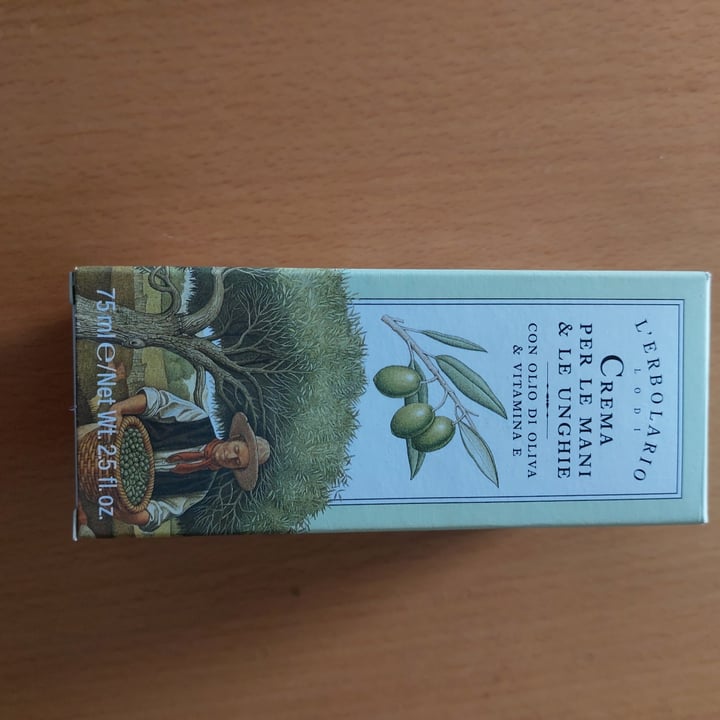 L'ERBOLARIO
LODI
CREMA
PER LE MANI
& LE UNGHIE
CON OLIO DI OLIVA
& VITAMINA E
75 ml ℮/Net Wt. 2.5 fl. oz.